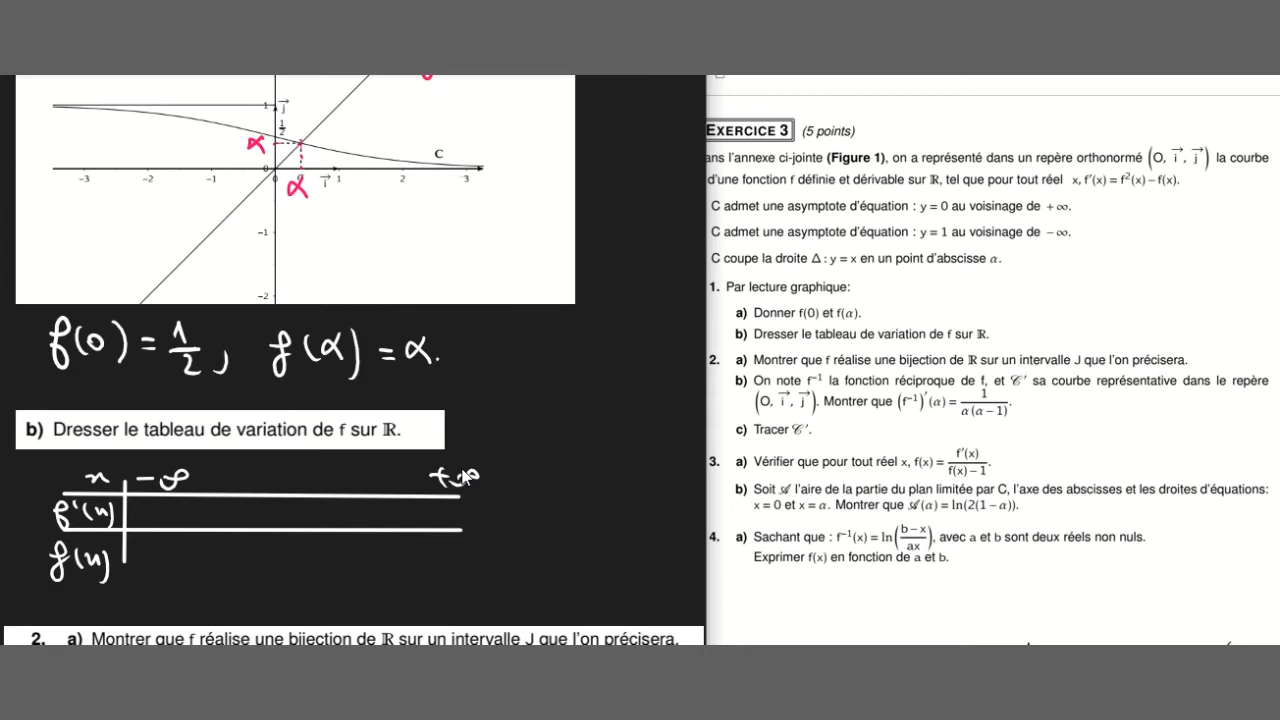 1
j
1/2
α
C
-3
-2
-1
0
0
1
2
3
i
α
-1
-2
f(0) = 1/2, f(α) = α.
b) Dresser le tableau de variation de f sur ℝ.
x -∞ +∞
f'(x)
f(x)
2. a) Montrer que f réalise une bijection de ℝ sur un intervalle J que l'on précisera.
EXERCICE 3 (5 points)
ans l'annexe ci-jointe (Figure 1), on a représenté dans un repère orthonormé (O, i, j) la courbe
d'une fonction f définie et dérivable sur ℝ, tel que pour tout réel x, f'(x) = f²(x) – f(x).
C admet une asymptote d'équation : y = 0 au voisinage de +∞.
C admet une asymptote d'équation : y = 1 au voisinage de –∞.
C coupe la droite Δ : y = x en un point d'abscisse α.
1. Par lecture graphique:
a) Donner f(0) et f(α).
b) Dresser le tableau de variation de f sur ℝ.
2. a) Montrer que f réalise une bijection de ℝ sur un intervalle J que l'on précisera.
b) On note f⁻¹ la fonction réciproque de f, et 𝒞' sa courbe représentative dans le repère
(O, i, j). Montrer que (f⁻¹)'(α) = 1/(α(α – 1)).
c) Tracer 𝒞'.
3. a) Vérifier que pour tout réel x, f(x) = f'(x)/(f(x) – 1).
b) Soit 𝒜 l'aire de la partie du plan limitée par C, l'axe des abscisses et les droites d'équations:
x = 0 et x = α. Montrer que 𝒜(α) = ln(2(1 – α)).
4. a) Sachant que : f⁻¹(x) = ln((b – x)/(ax)), avec a et b sont deux réels non nuls.
Exprimer f(x) en fonction de a et b.